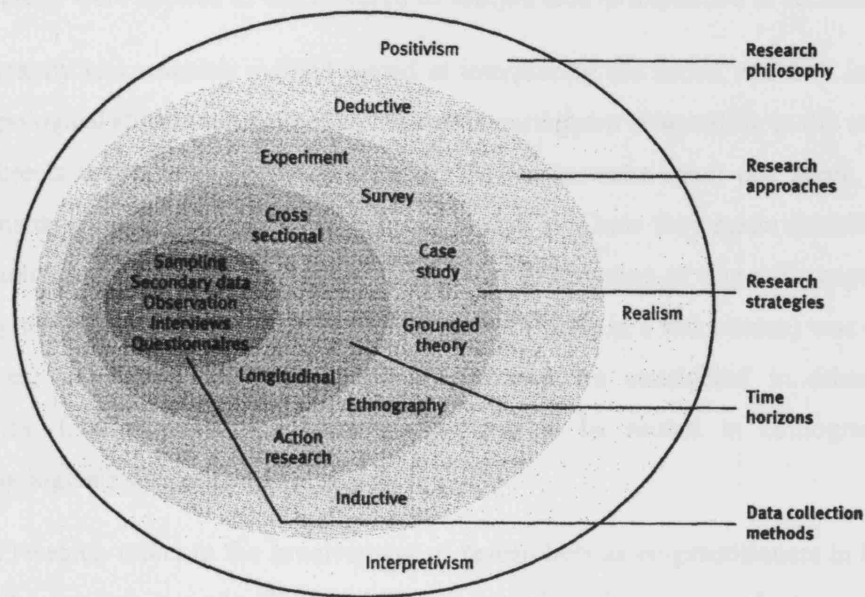 Positivism
Research
philosophy
Deductive
Experiment
Research
approaches
Survey
Cross
sectional
Case
study
Sampling
Secondary data
Observation
Interviews
Questionnaires
Research
strategies
Realism
Grounded
theory
Longitudinal
Ethnography
Time
horizons
Action
research
Inductive
Data collection
methods
Interpretivism